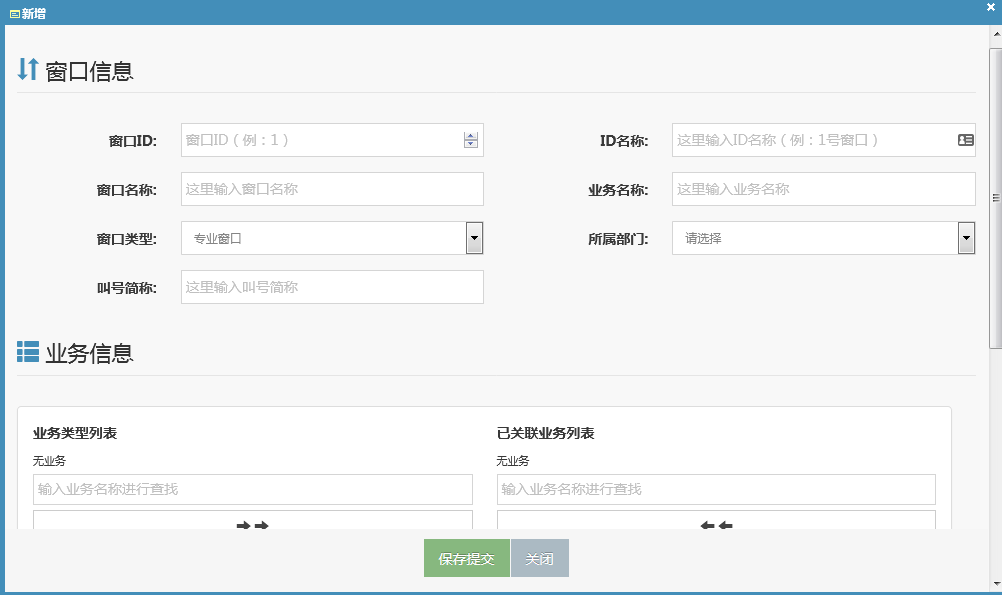 新增
窗口信息
窗口ID: 窗口ID（例：1） ID名称: 这里输入ID名称（例：1号窗口）
窗口名称: 这里输入窗口名称 业务名称: 这里输入业务名称
窗口类型: 专业窗口 所属部门: 请选择
叫号简称: 这里输入叫号简称
业务信息
业务类型列表 已关联业务列表
无业务 无业务
输入业务名称进行查找 输入业务名称进行查找
保存提交 关闭